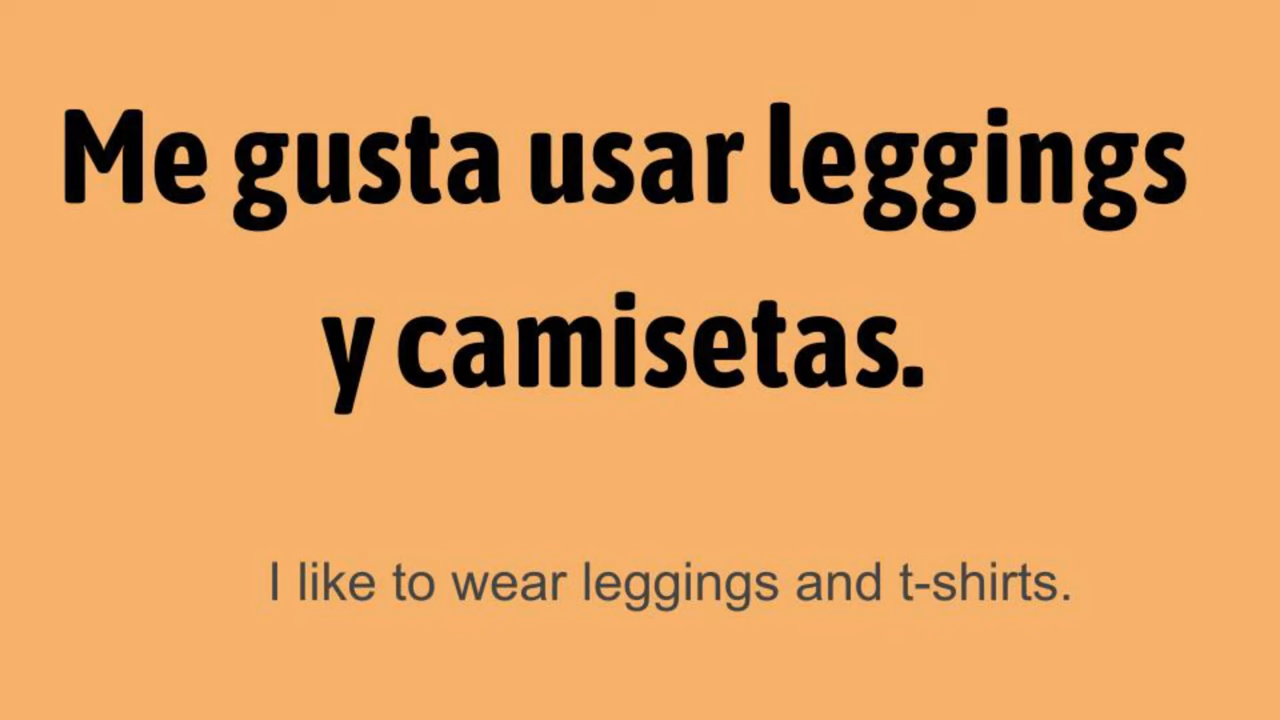 Me gusta usar leggings
y camisetas.
I like to wear leggings and t-shirts.